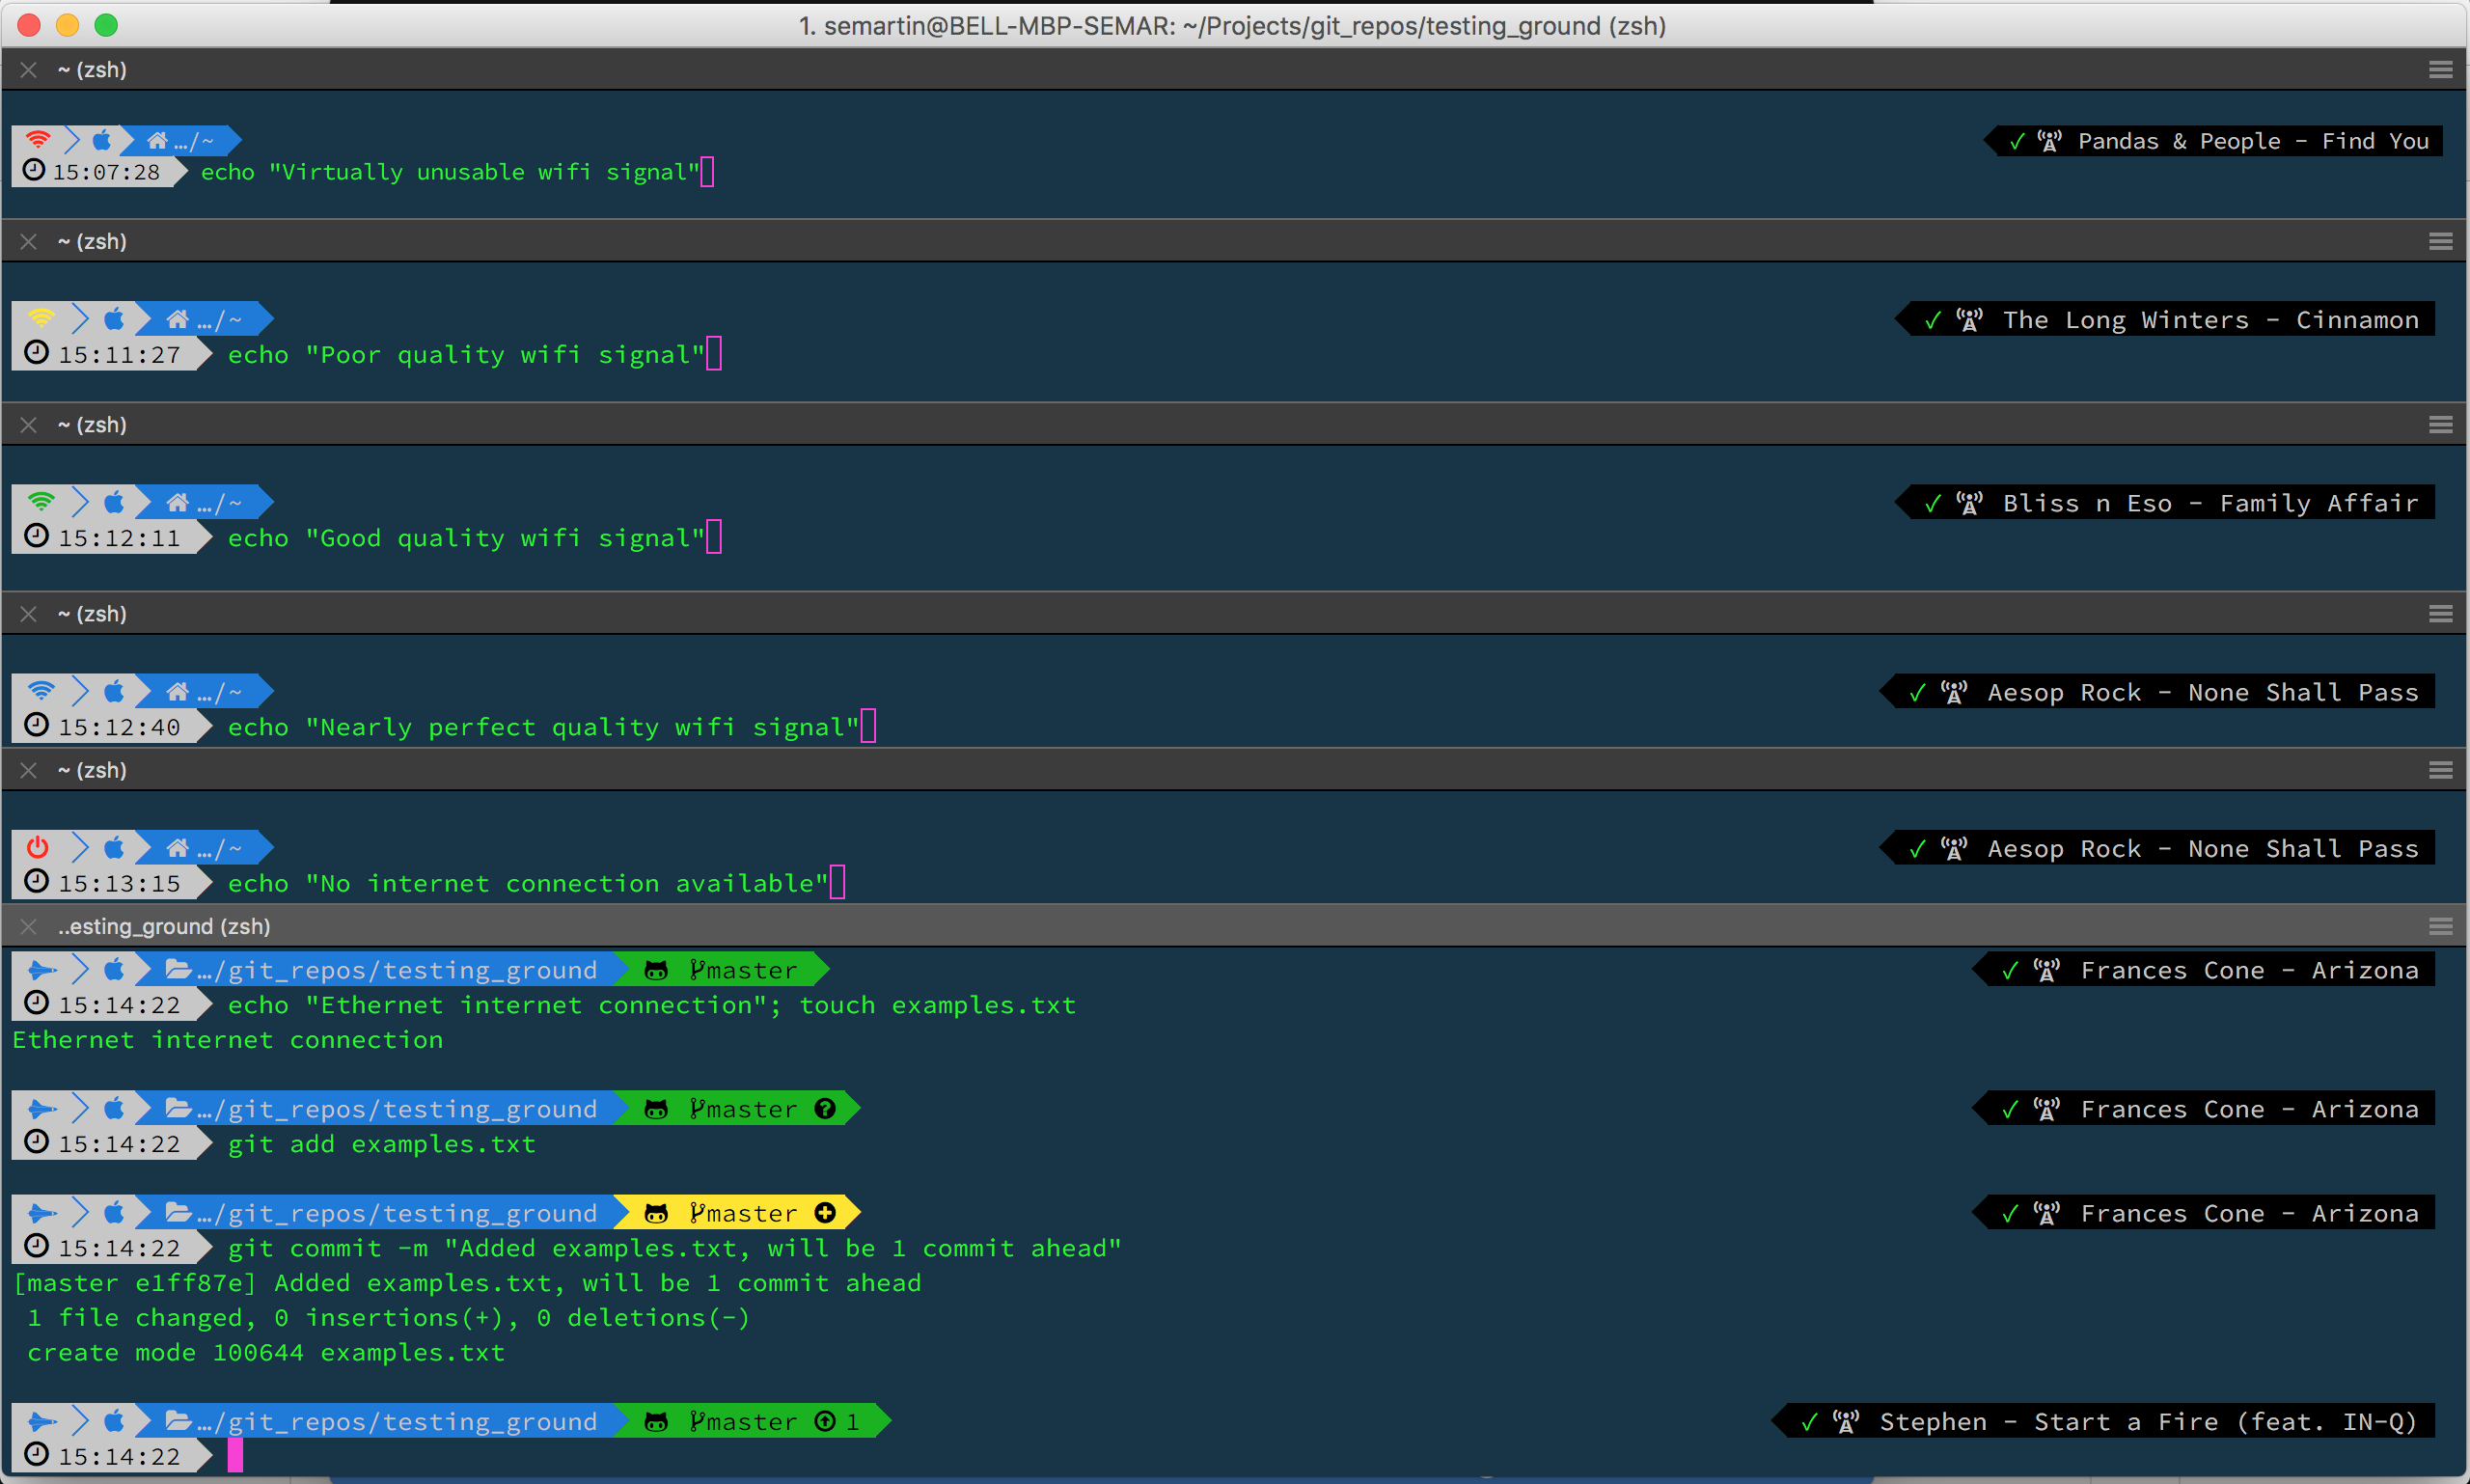 1. semartin@BELL-MBP-SEMAR: ~/Projects/git_repos/testing_ground (zsh)
~ (zsh)
…/~ ✓ Pandas & People - Find You
15:07:28 echo "Virtually unusable wifi signal"
~ (zsh)
…/~ ✓ The Long Winters - Cinnamon
15:11:27 echo "Poor quality wifi signal"
~ (zsh)
…/~ ✓ Bliss n Eso - Family Affair
15:12:11 echo "Good quality wifi signal"
~ (zsh)
…/~ ✓ Aesop Rock - None Shall Pass
15:12:40 echo "Nearly perfect quality wifi signal"
~ (zsh)
…/~ ✓ Aesop Rock - None Shall Pass
15:13:15 echo "No internet connection available"
..esting_ground (zsh)
…/git_repos/testing_ground master ✓ Frances Cone - Arizona
15:14:22 echo "Ethernet internet connection"; touch examples.txt
Ethernet internet connection
…/git_repos/testing_ground master ? ✓ Frances Cone - Arizona
15:14:22 git add examples.txt
…/git_repos/testing_ground master + ✓ Frances Cone - Arizona
15:14:22 git commit -m "Added examples.txt, will be 1 commit ahead"
[master e1ff87e] Added examples.txt, will be 1 commit ahead
1 file changed, 0 insertions(+), 0 deletions(-)
create mode 100644 examples.txt
…/git_repos/testing_ground master ↑ 1 ✓ Stephen - Start a Fire (feat. IN-Q)
15:14:22